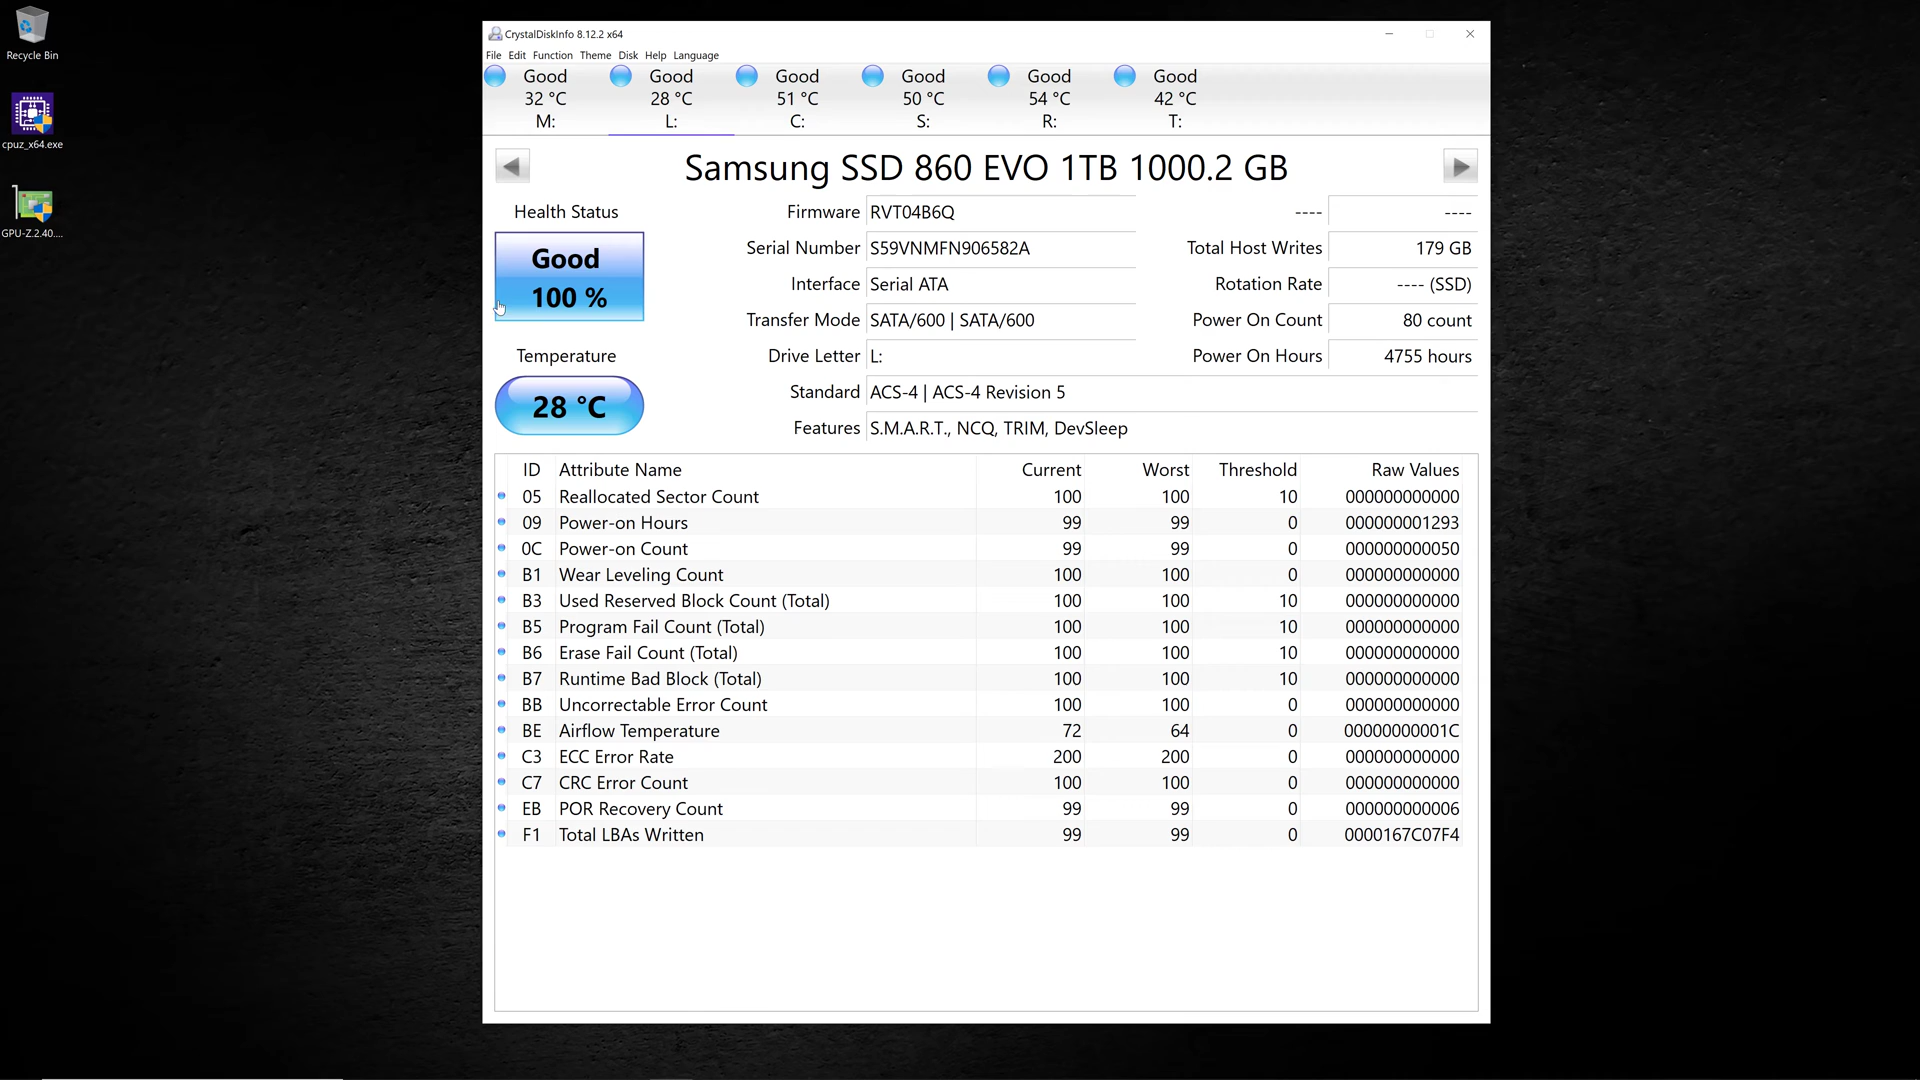 Recycle Bin
cpuz_x64.exe
GPU-Z.2.40....
CrystalDiskInfo 8.12.2 x64
File Edit Function Theme Disk Help Language
Good Good Good Good Good Good
32 °C 28 °C 51 °C 50 °C 54 °C 42 °C
M: L: C: S: R: T:
Samsung SSD 860 EVO 1TB 1000.2 GB
Health Status
Good
100 %
Temperature
28 °C
Firmware RVT04B6Q ---- ----
Serial Number S59VNMFN906582A Total Host Writes 179 GB
Interface Serial ATA Rotation Rate ---- (SSD)
Transfer Mode SATA/600 | SATA/600 Power On Count 80 count
Drive Letter L: Power On Hours 4755 hours
Standard ACS-4 | ACS-4 Revision 5
Features S.M.A.R.T., NCQ, TRIM, DevSleep
ID Attribute Name Current Worst Threshold Raw Values
05 Reallocated Sector Count 100 100 10 000000000000
09 Power-on Hours 99 99 0 000000001293
0C Power-on Count 99 99 0 000000000050
B1 Wear Leveling Count 100 100 0 000000000000
B3 Used Reserved Block Count (Total) 100 100 10 000000000000
B5 Program Fail Count (Total) 100 100 10 000000000000
B6 Erase Fail Count (Total) 100 100 10 000000000000
B7 Runtime Bad Block (Total) 100 100 10 000000000000
BB Uncorrectable Error Count 100 100 0 000000000000
BE Airflow Temperature 72 64 0 00000000001C
C3 ECC Error Rate 200 200 0 000000000000
C7 CRC Error Count 100 100 0 000000000000
EB POR Recovery Count 99 99 0 000000000006
F1 Total LBAs Written 99 99 0 0000167C07F4